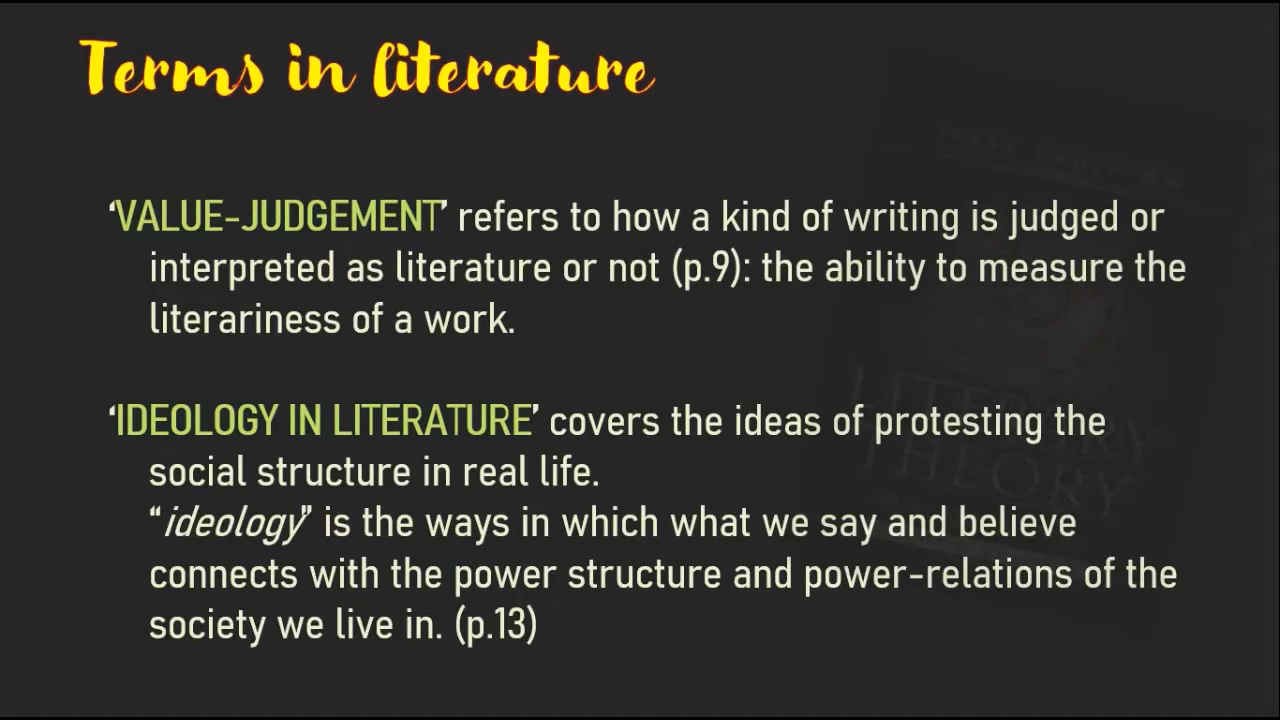 Terms in literature
‘VALUE-JUDGEMENT’ refers to how a kind of writing is judged or
interpreted as literature or not (p.9): the ability to measure the
literariness of a work.
‘IDEOLOGY IN LITERATURE’ covers the ideas of protesting the
social structure in real life.
“ideology” is the ways in which what we say and believe
connects with the power structure and power-relations of the
society we live in. (p.13)
LITERARY
THEORY